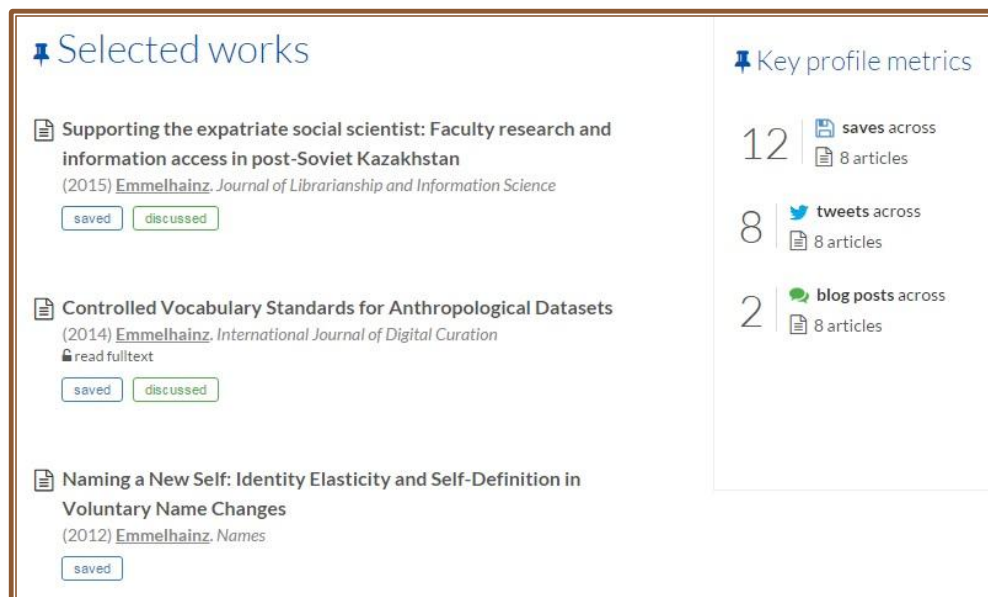 Selected works
Supporting the expatriate social scientist: Faculty research and
information access in post-Soviet Kazakhstan
(2015) Emmelhainz. Journal of Librarianship and Information Science
saved discussed
Controlled Vocabulary Standards for Anthropological Datasets
(2014) Emmelhainz. International Journal of Digital Curation
read fulltext
saved discussed
Naming a New Self: Identity Elasticity and Self-Definition in
Voluntary Name Changes
(2012) Emmelhainz. Names
saved
Key profile metrics
12 saves across
8 articles
8 tweets across
8 articles
2 blog posts across
8 articles